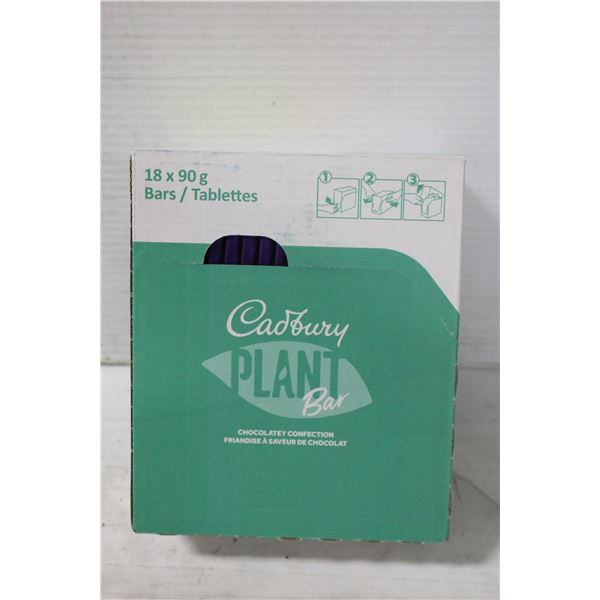 18 x 90 g
Bars / Tablettes
1 2 3
Cadbury
PLANT
Bar
CHOCOLATEY CONFECTION
FRIANDISE À SAVEUR DE CHOCOLAT